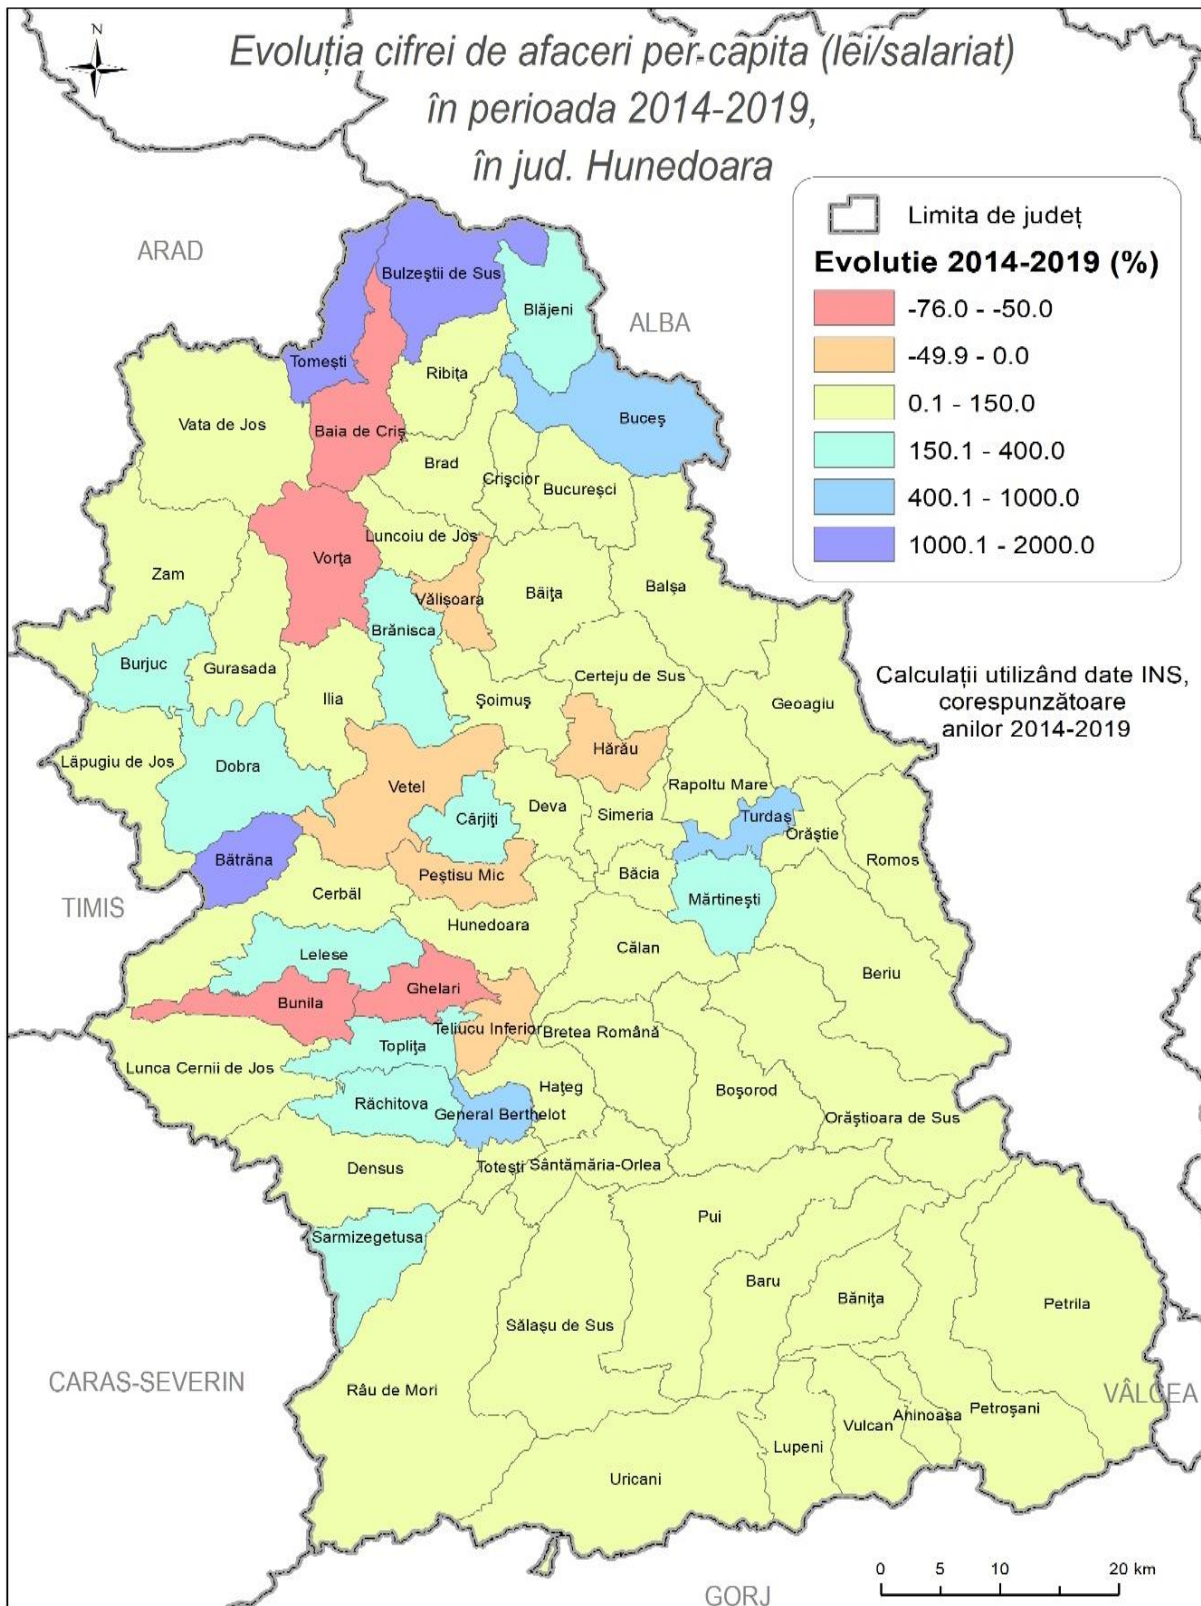 N
Evoluția cifrei de afaceri per-capita (lei/salariat)
în perioada 2014-2019,
în jud. Hunedoara
Limita de județ
Evolutie 2014-2019 (%)
-76.0 - -50.0
-49.9 - 0.0
0.1 - 150.0
150.1 - 400.0
400.1 - 1000.0
1000.1 - 2000.0
ARAD
ALBA
Bulzeștii de Sus
Blăjeni
Tomești
Ribița
Vata de Jos
Baia de Criș
Buceș
Brad
Crișcior
București
Luncoiu de Jos
Vorța
Zam
Vălișoara
Băița
Balșa
Brănisca
Burjuc
Gurasada
Ilia
Șoimuș
Certeju de Sus
Geoagiu
Calculații utilizând date INS,
corespunzătoare
anilor 2014-2019
Lăpugiu de Jos
Dobra
Hărău
Vetel
Rapoltu Mare
Deva
Cârjiți
Simeria
Turdaș
Orăștie
Romos
Bătrâna
Peștisu Mic
Băcia
Mărtinești
Cerbăl
TIMIS
Hunedoara
Călan
Lelese
Beriu
Ghelari
Bunila
Teliucu Inferior
Bretea Română
Toplița
Lunca Cernii de Jos
Hațeg
Boșorod
Răchitova
General Berthelot
Orăștioara de Sus
Densus
Totești
Sântămăria-Orlea
Pui
Sarmizegetusa
Baru
Bănița
Petrila
Sălașu de Sus
CARAS-SEVERIN
Râu de Mori
VÂLCEA
Petroșani
Aninoasa
Vulcan
Lupeni
Uricani
0 5 10 20 km
GORJ